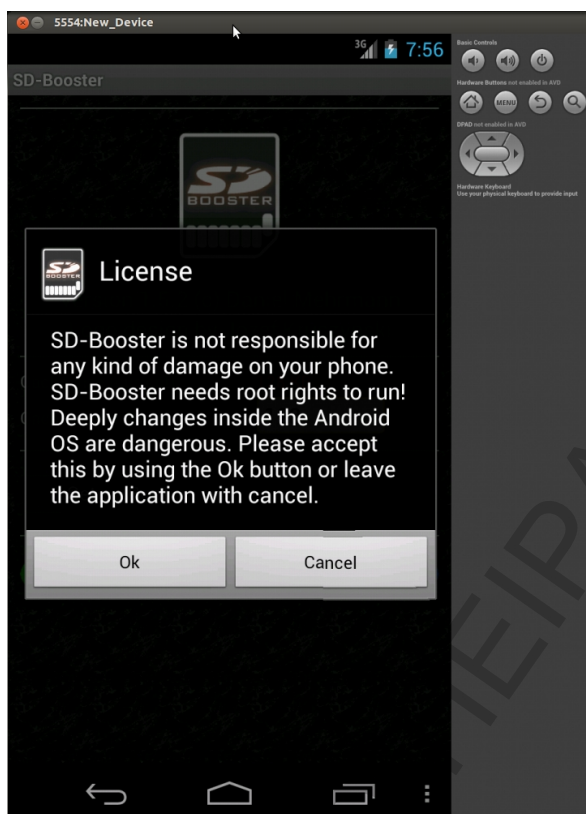 5554:New_Device
3G 7:56
SD-Booster
SD
BOOSTER
SD
BOOSTER
License
SD-Booster is not responsible for
any kind of damage on your phone.
SD-Booster needs root rights to run!
Deeply changes inside the Android
OS are dangerous. Please accept
this by using the Ok button or leave
the application with cancel.
Ok
Cancel
Basic Controls
Hardware Buttons not enabled in AVD
MENU
DPAD not enabled in AVD
Hardware Keyboard
Use your physical keyboard to provide input